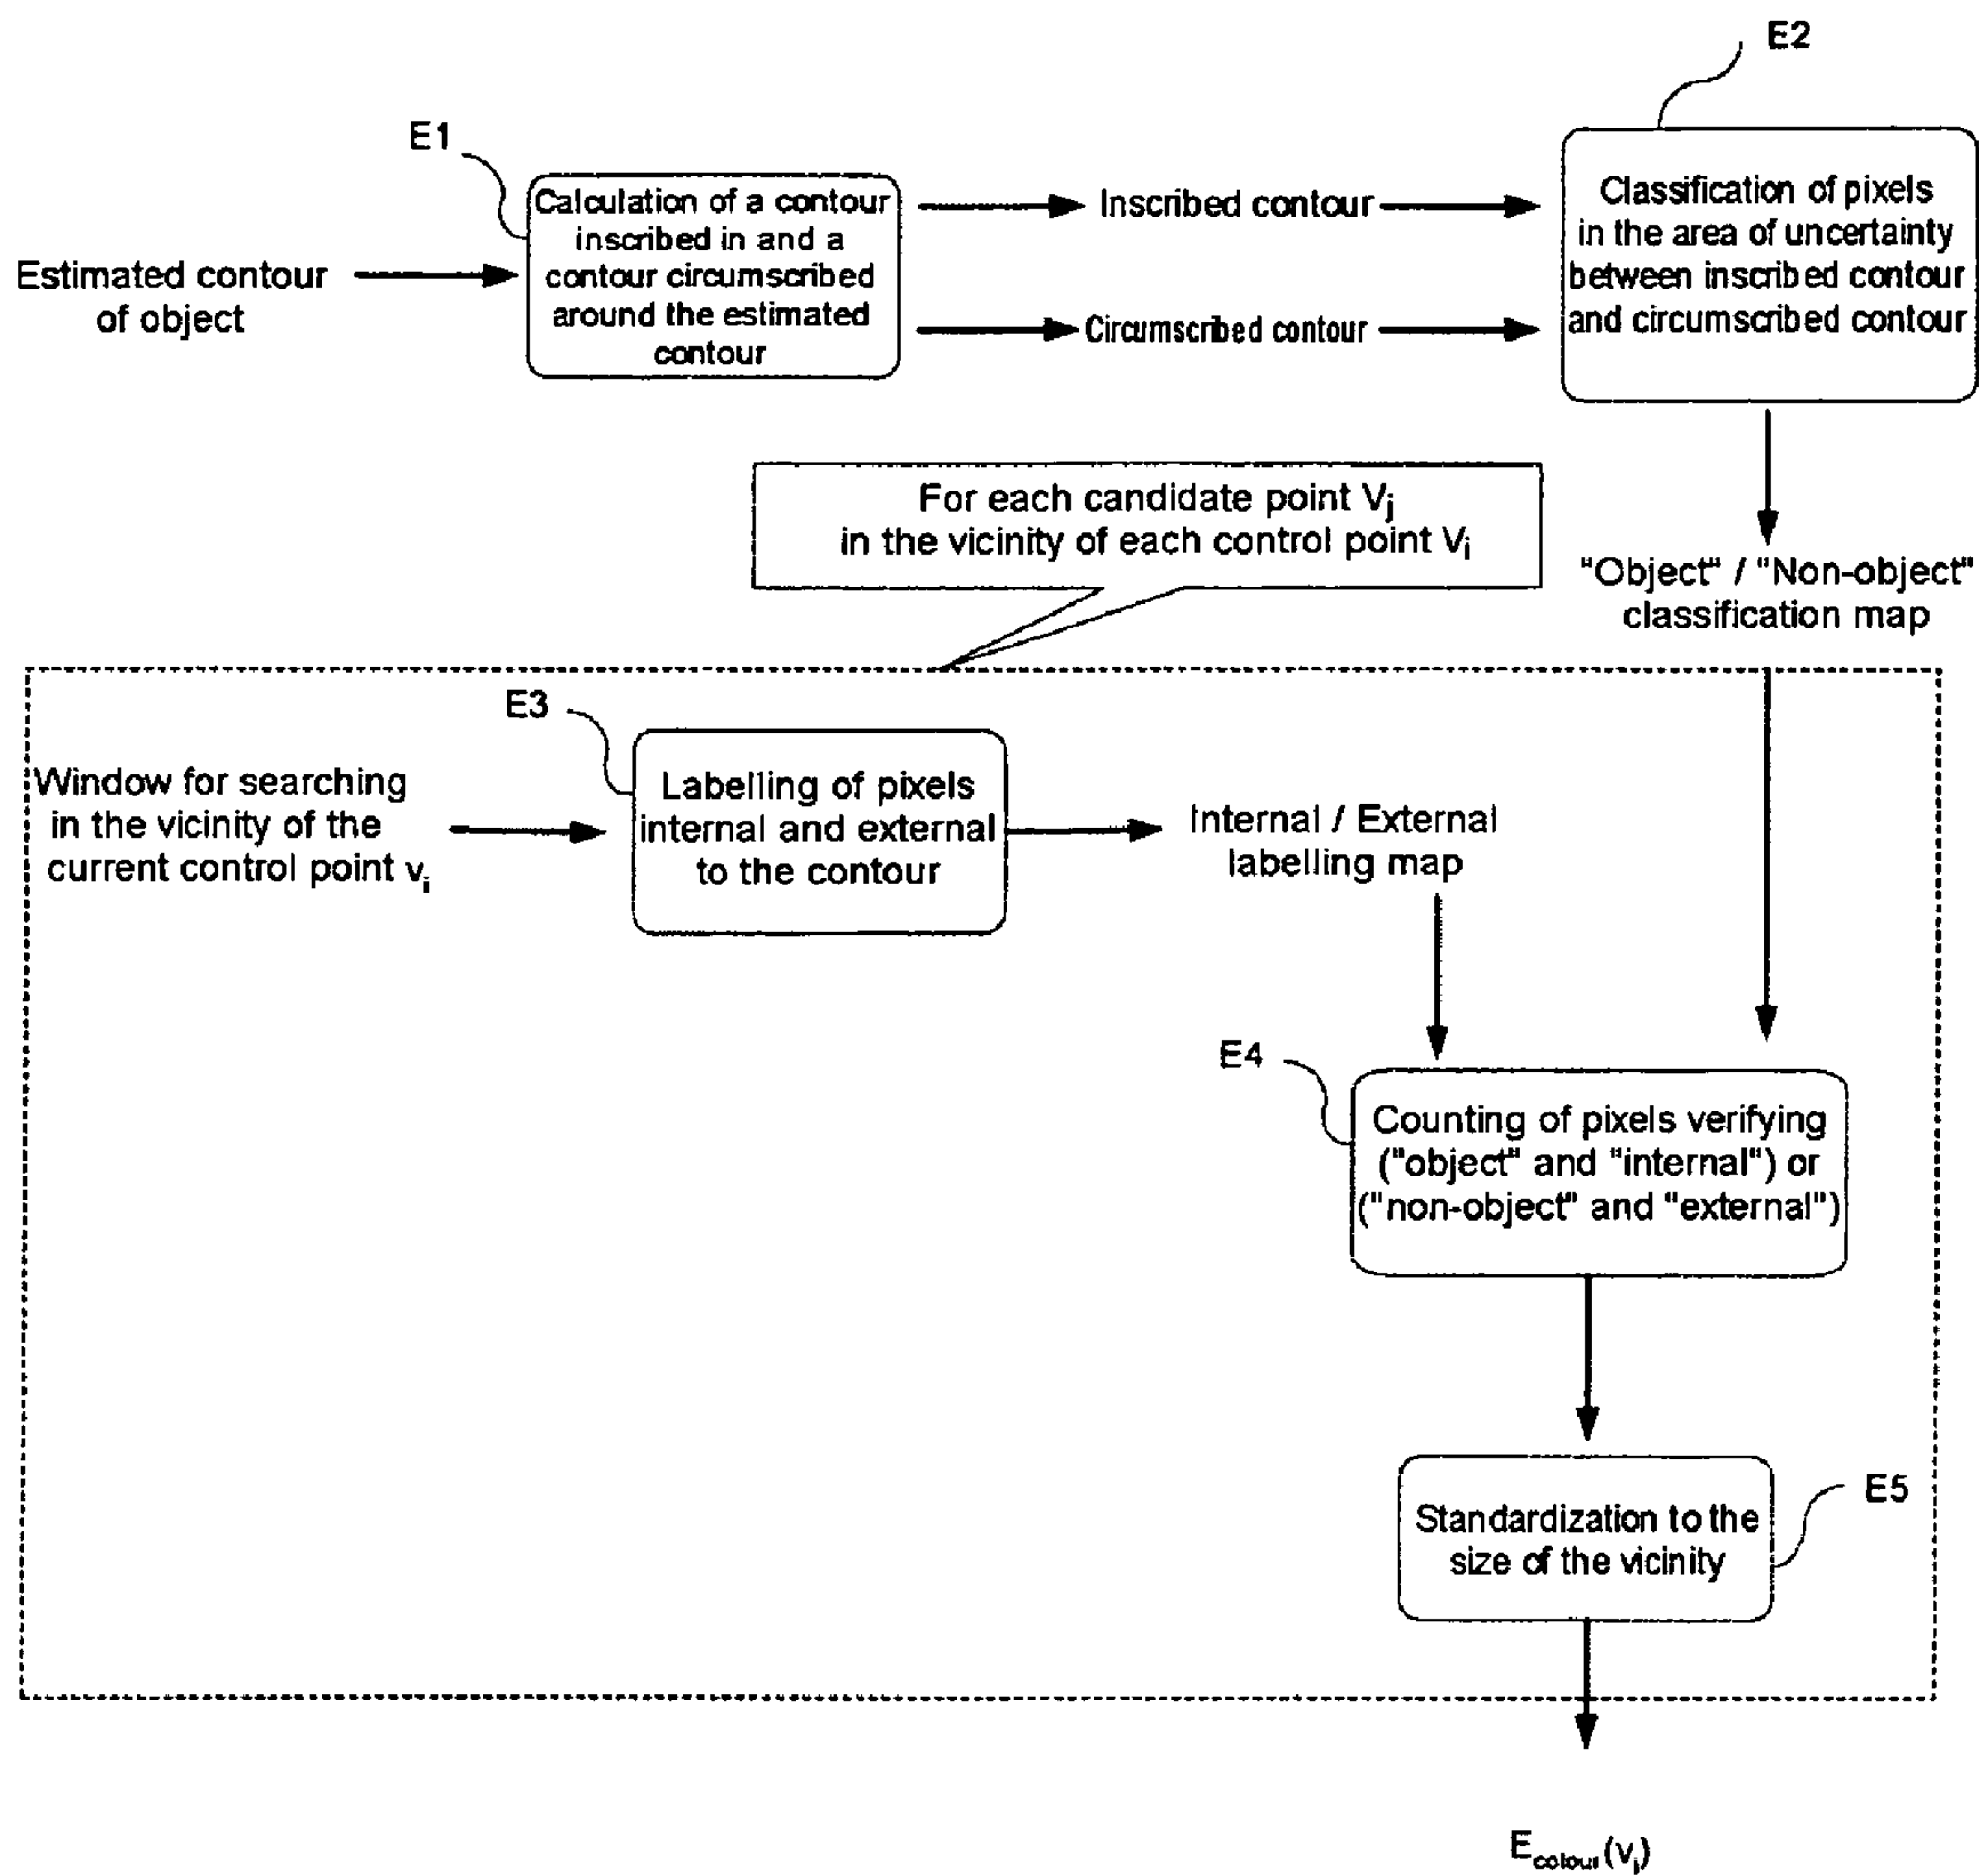 E2
E1
Estimated contour
of object
Calculation of a contour
inscribed in and a
contour circumscribed
around the estimated
contour
Inscribed contour
Circumscribed contour
Classification of pixels
in the area of uncertainty
between inscribed contour
and circumscribed contour
For each candidate point Vj
in the vicinity of each control point Vi
"Object" / "Non-object"
classification map
E3
Window for searching
in the vicinity of the
current control point vi
Labelling of pixels
internal and external
to the contour
Internal / External
labelling map
E4
Counting of pixels verifying
("object" and "internal") or
("non-object" and "external")
E5
Standardization to the
size of the vicinity
Ecolour(vj)